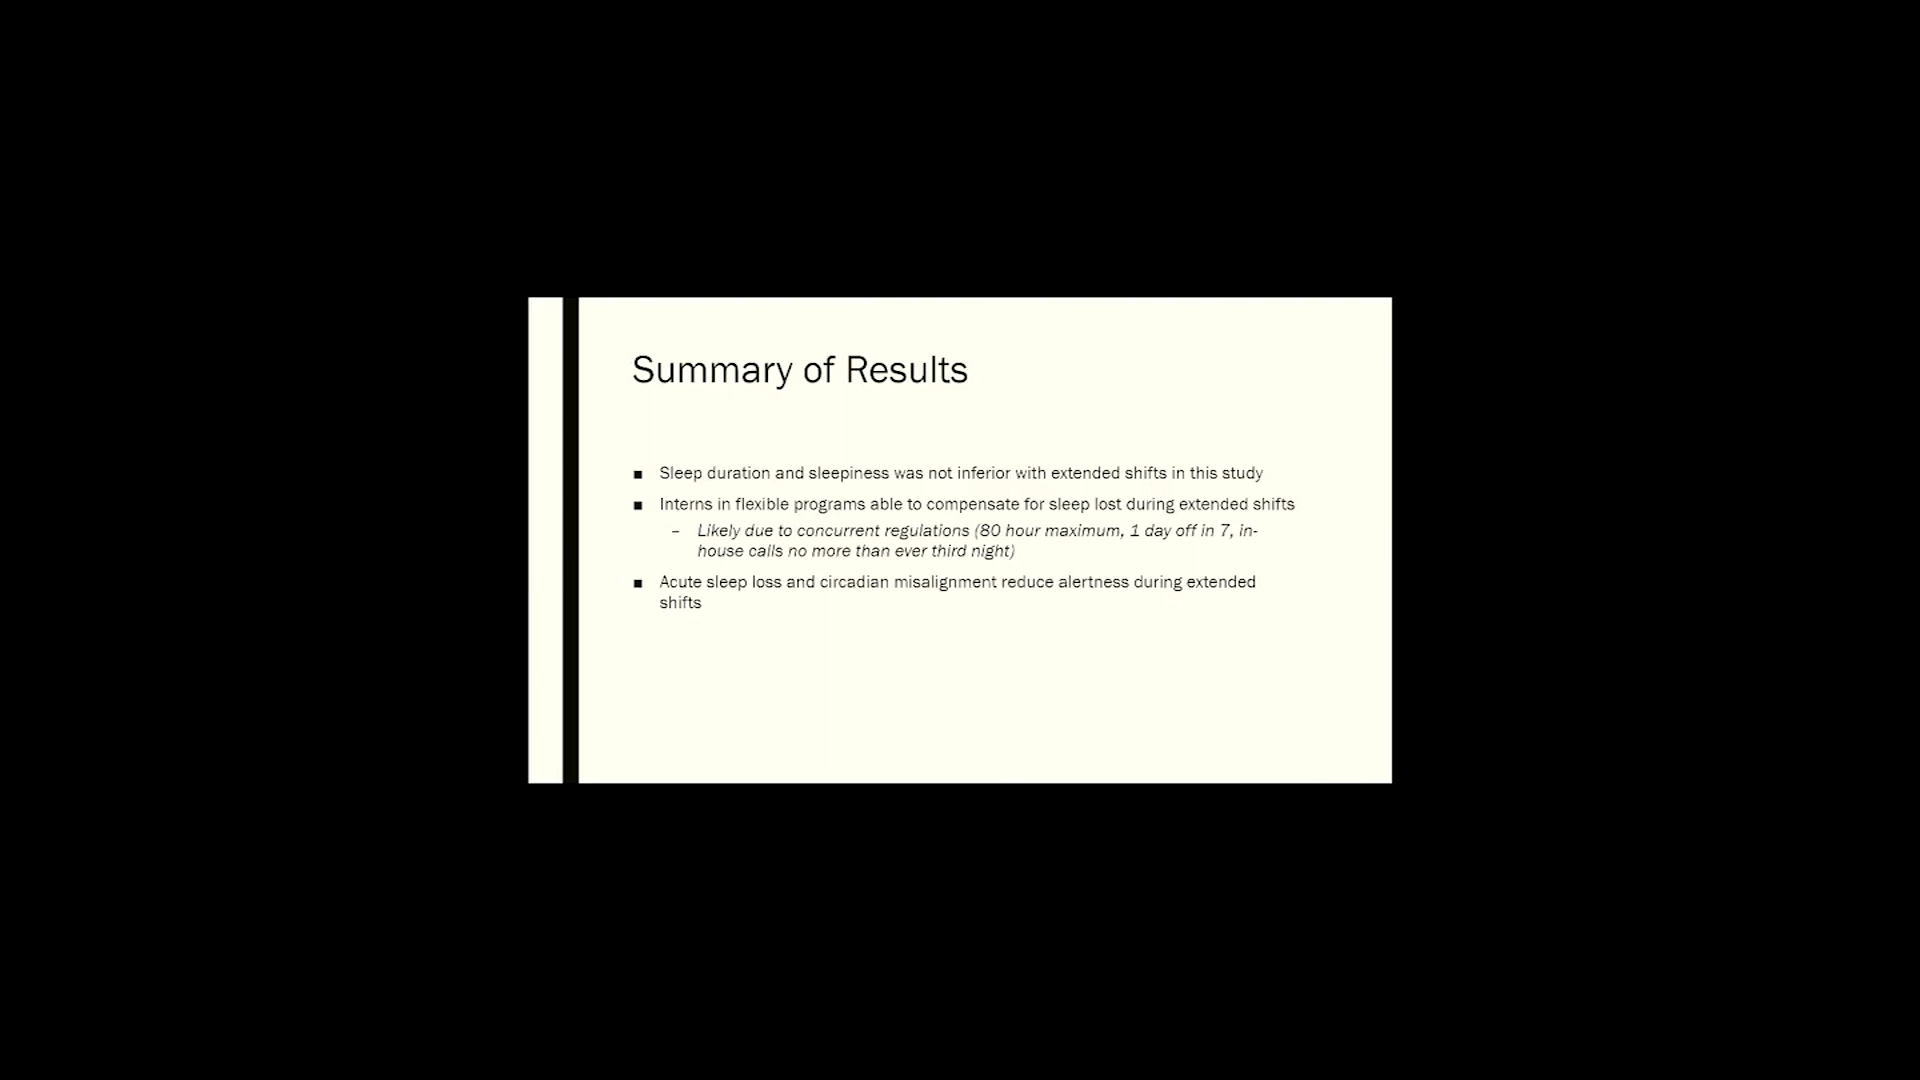 Summary of Results
■ Sleep duration and sleepiness was not inferior with extended shifts in this study
■ Interns in flexible programs able to compensate for sleep lost during extended shifts
– Likely due to concurrent regulations (80 hour maximum, 1 day off in 7, in-
house calls no more than ever third night)
■ Acute sleep loss and circadian misalignment reduce alertness during extended
shifts